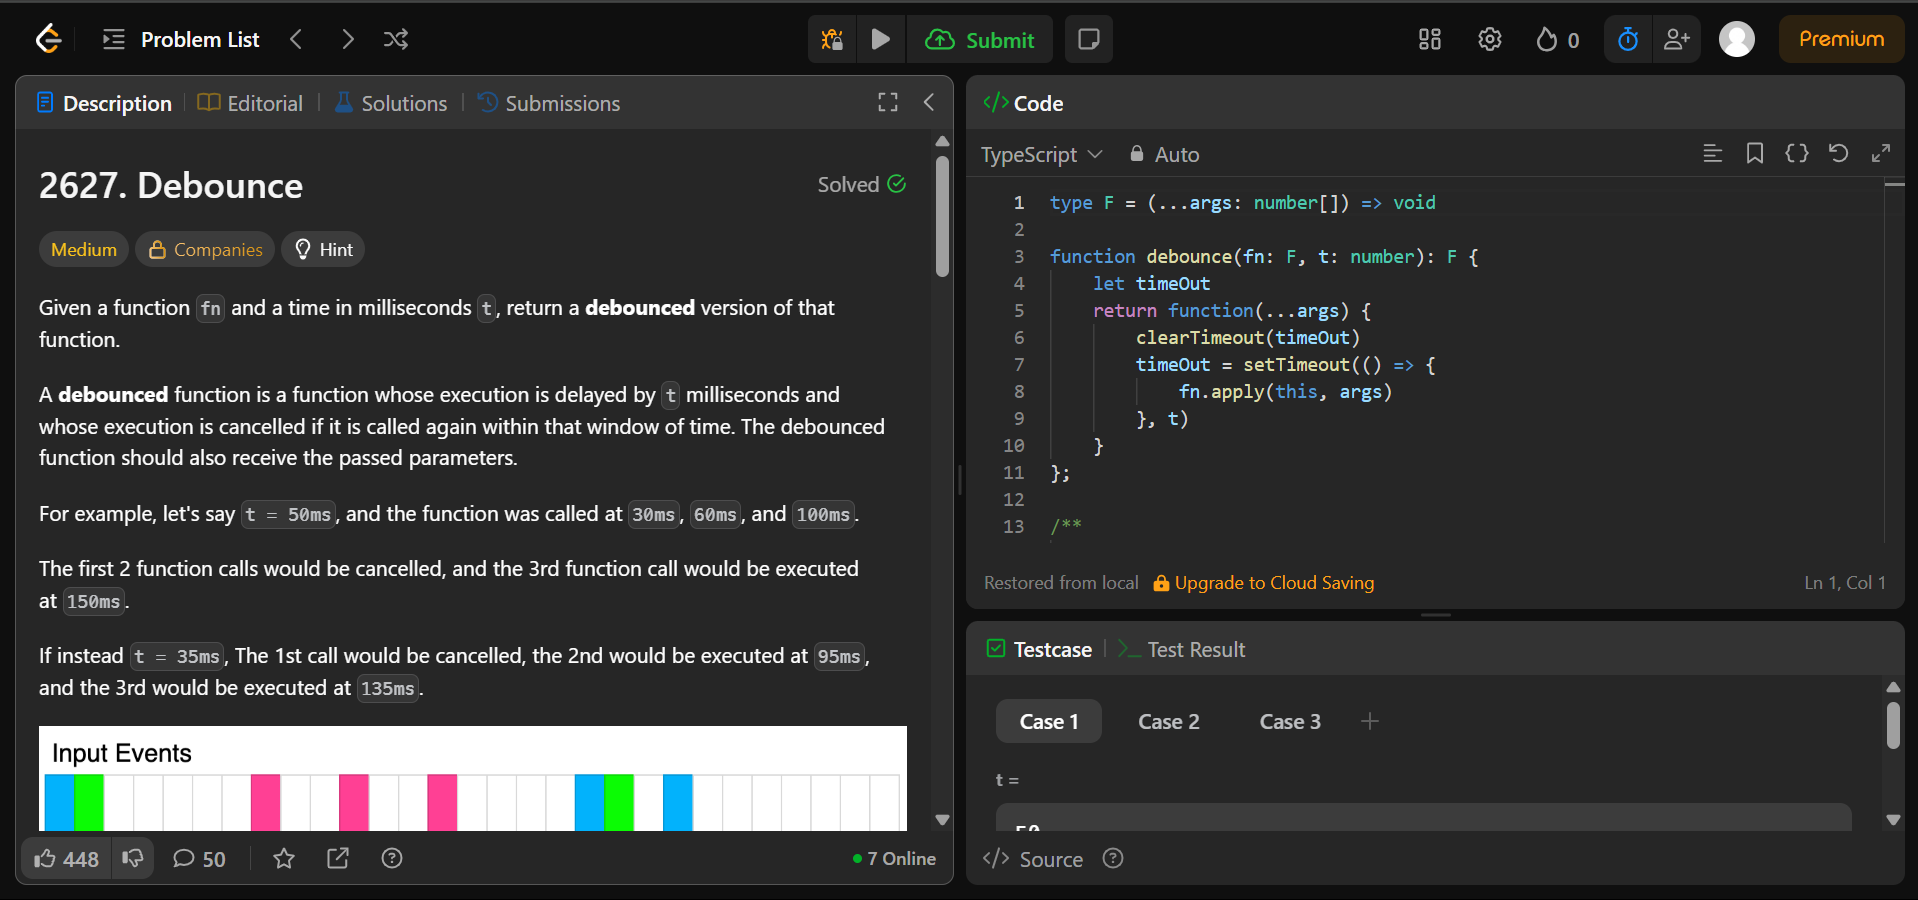 Problem List
Submit
0
Premium
Description
Editorial
Solutions
Submissions
2627. Debounce
Solved
Medium
Companies
Hint
Given a function fn and a time in milliseconds t, return a debounced version of that
function.
A debounced function is a function whose execution is delayed by t milliseconds and
whose execution is cancelled if it is called again within that window of time. The debounced
function should also receive the passed parameters.
For example, let's say t = 50ms, and the function was called at 30ms, 60ms, and 100ms.
The first 2 function calls would be cancelled, and the 3rd function call would be executed
at 150ms.
If instead t = 35ms, The 1st call would be cancelled, the 2nd would be executed at 95ms,
and the 3rd would be executed at 135ms.
Input Events
448
50
7 Online
</> Code
TypeScript
Auto
1 type F = (...args: number[]) => void
2
3 function debounce(fn: F, t: number): F {
4 let timeOut
5 return function(...args) {
6 clearTimeout(timeOut)
7 timeOut = setTimeout(() => {
8 fn.apply(this, args)
9 }, t)
10 }
11 };
12
13 /**
Restored from local
Upgrade to Cloud Saving
Ln 1, Col 1
Testcase
Test Result
Case 1
Case 2
Case 3
t =
50
</> Source